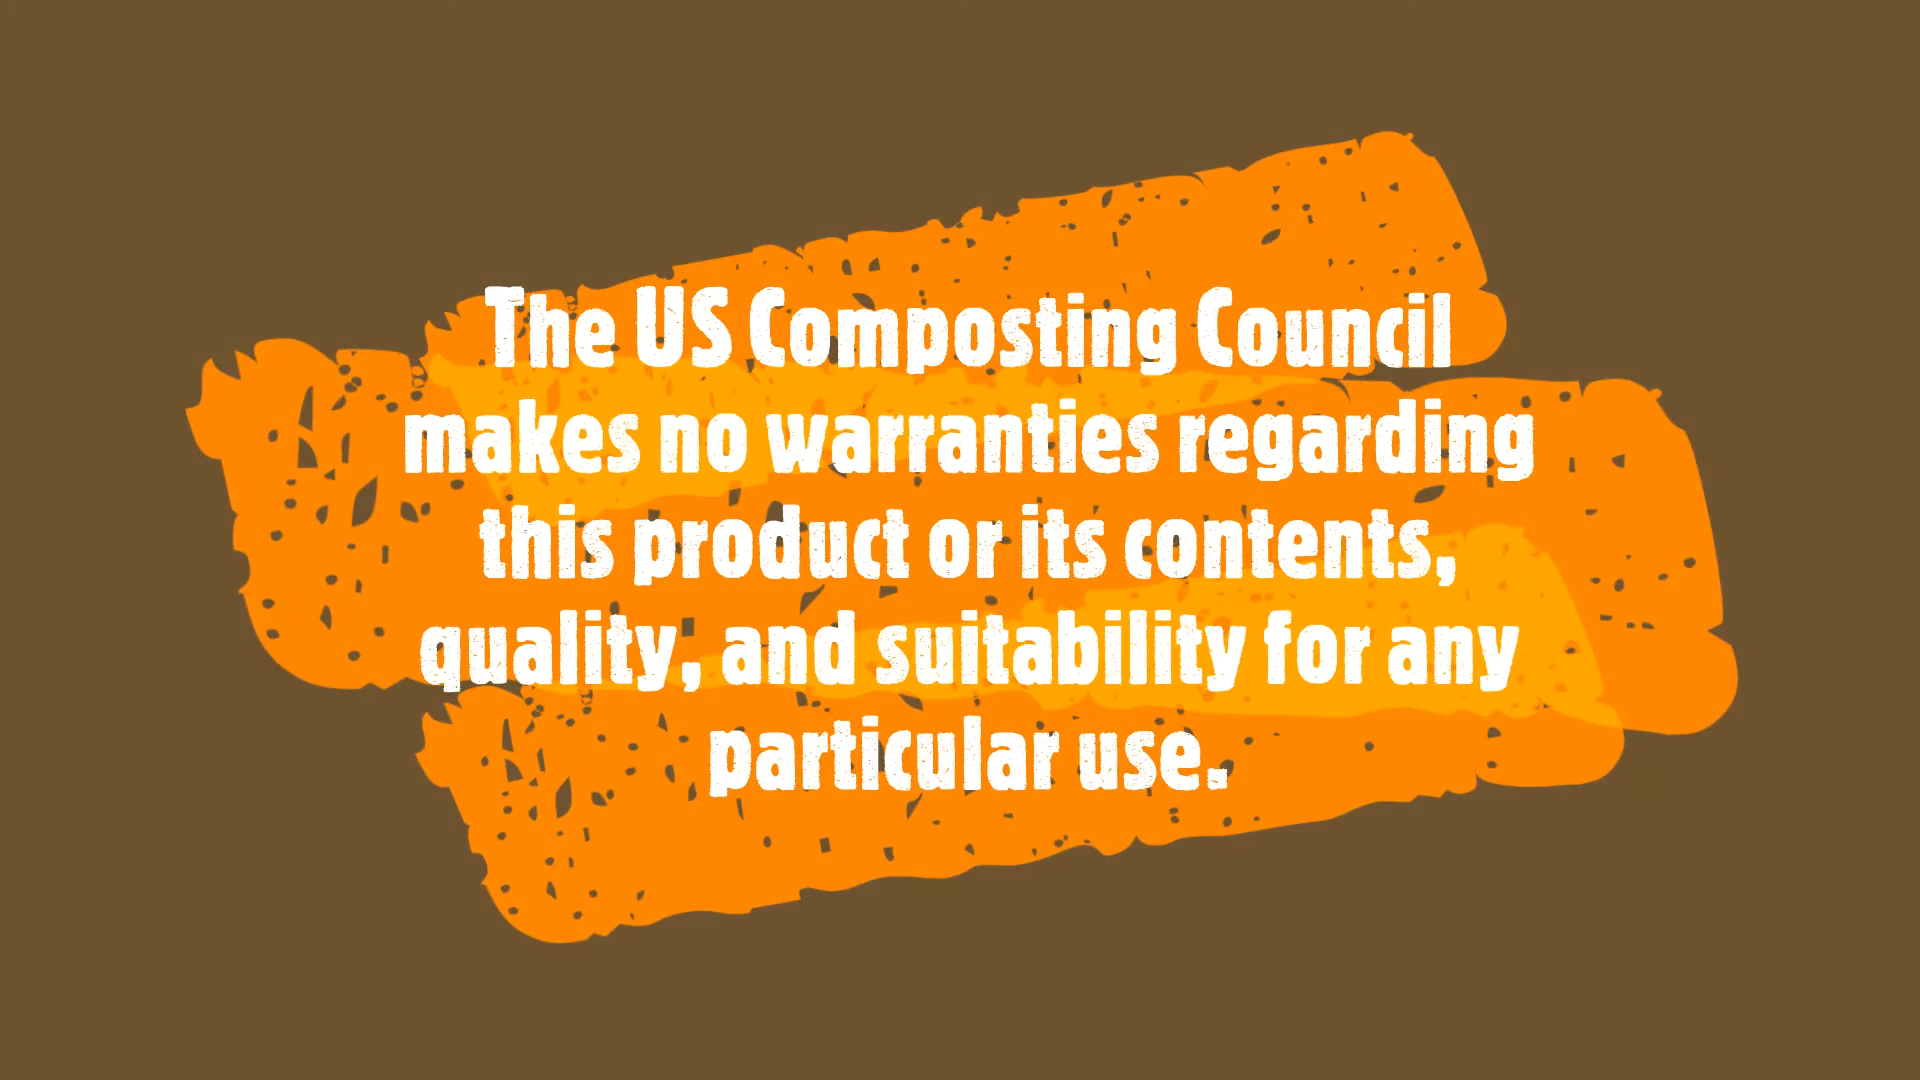 The US Composting Council
makes no warranties regarding
this product or its contents,
quality, and suitability for any
particular use.